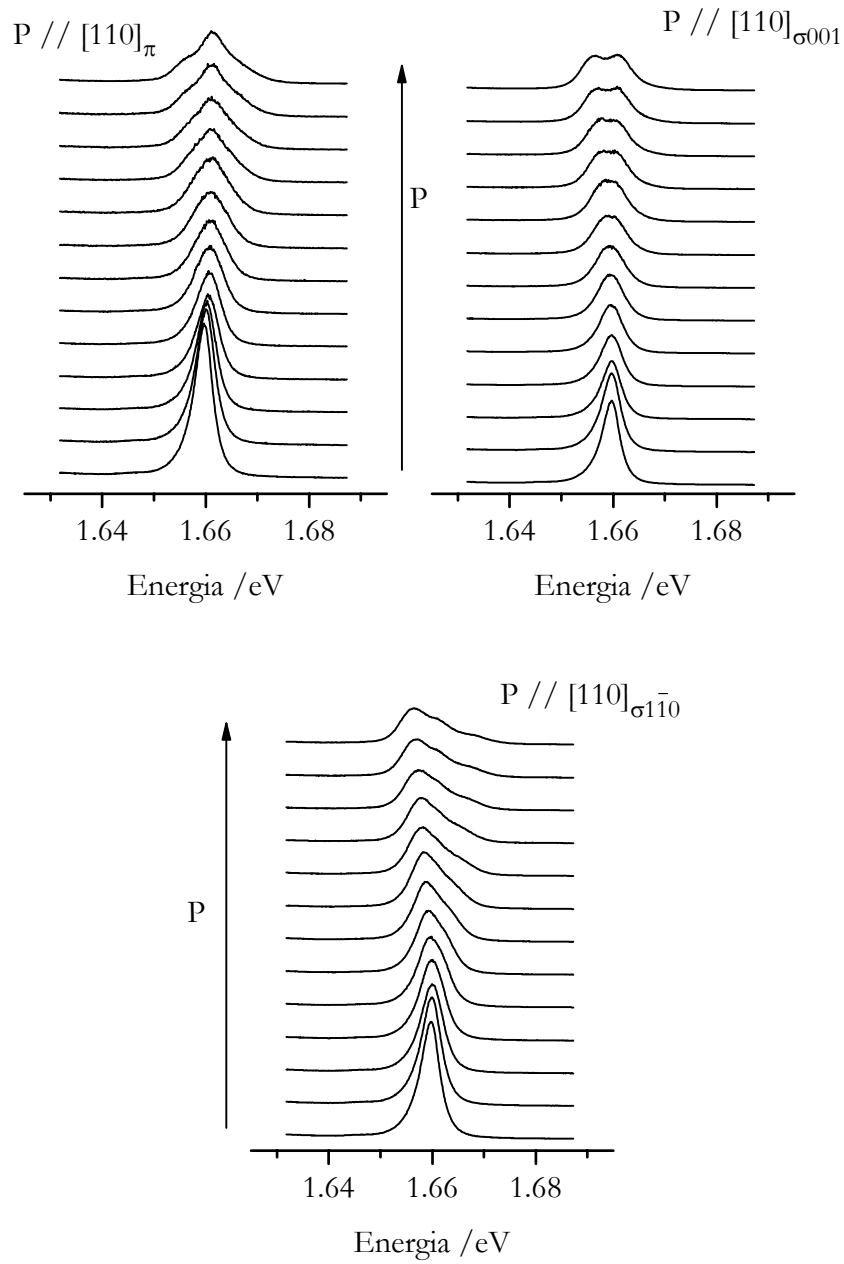 P // [110]π
P // [110]σ001
P
1.64 1.66 1.68
1.64 1.66 1.68
Energia /eV
Energia /eV
P // [110]σ11̄0
P
1.64 1.66 1.68
Energia /eV